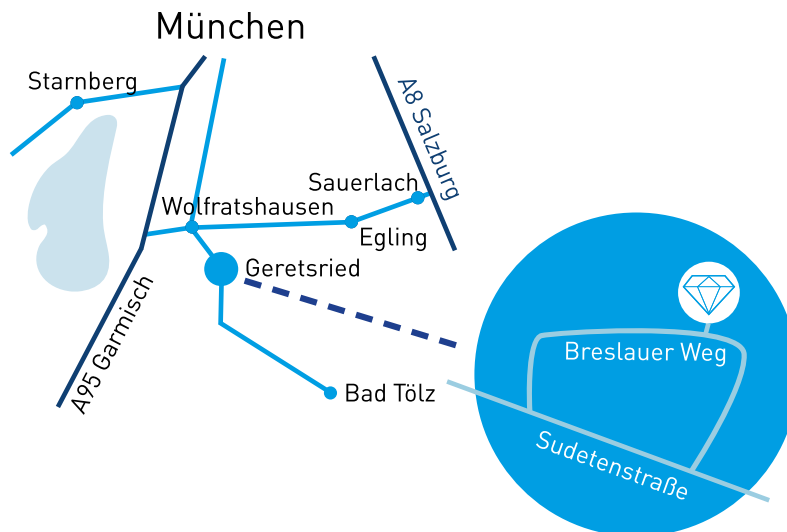 München
Starnberg
A8 Salzburg
Sauerlach
Wolfratshausen
Egling
Geretsried
A95 Garmisch
Bad Tölz
Breslauer Weg
Sudetenstraße